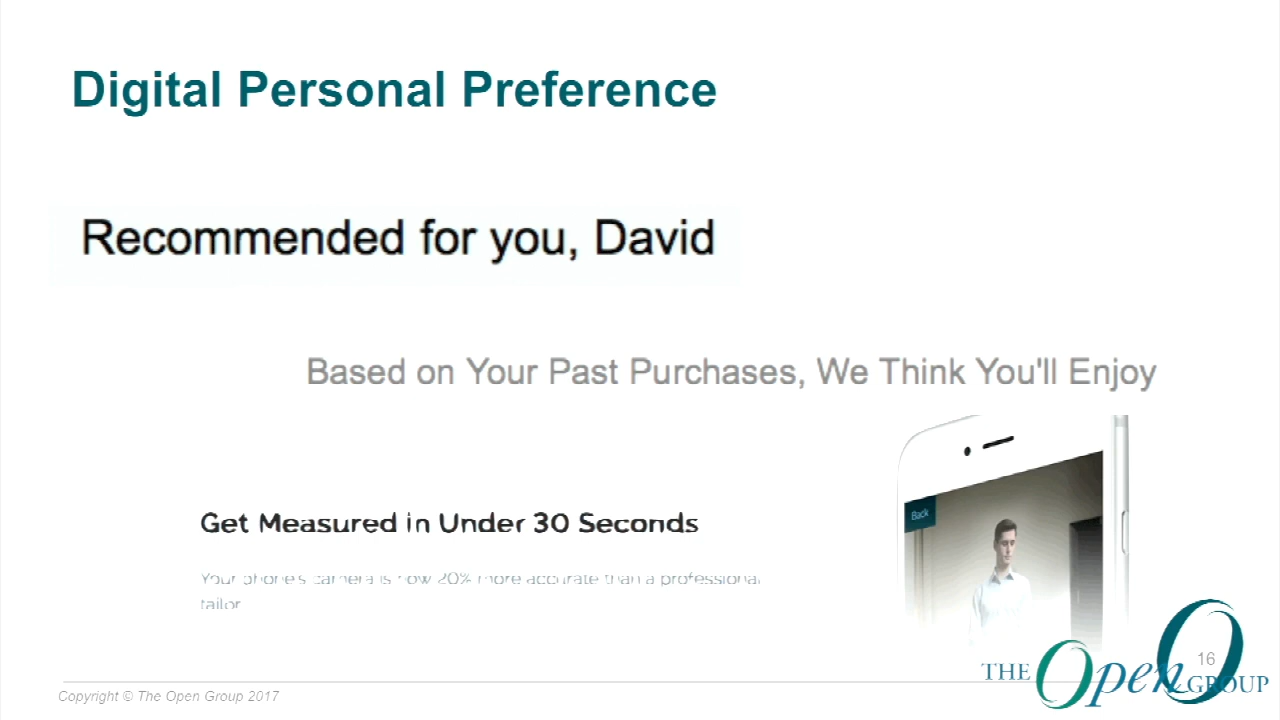 Digital Personal Preference
Recommended for you, David
Based on Your Past Purchases, We Think You'll Enjoy
Get Measured in Under 30 Seconds
Your phone's camera is now 20% more accurate than a professional
tailor
Back
16
THE Open GROUP
Copyright © The Open Group 2017